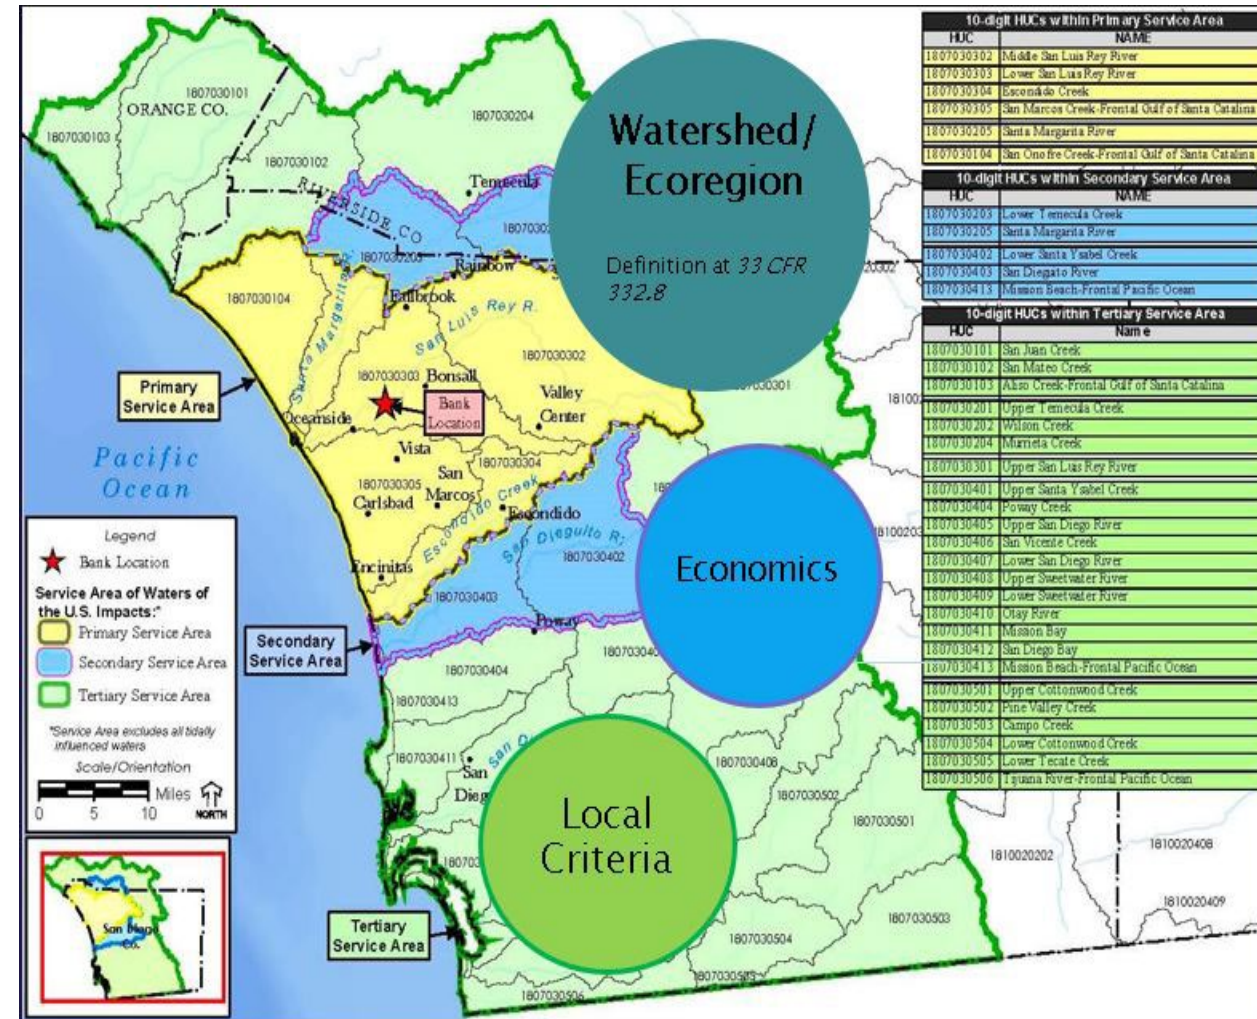 Watershed/
Ecoregion
Definition at 33 CFR
332.8
Economics
Local
Criteria
ORANGE CO.
RIVERSIDE CO
1807030101
1807030103
1807030102
1807030204
Temecula
1807030205
Rainbow
Fallbrook
1807030104
Santa Margarita
San Luis Rey R.
1807030302
1807030303
Bonsall
Bank
Location
Valley
Center
1807030301
Primary
Service Area
Oceanside
Vista
1807030304
San
Marcos
1807030305
Carlsbad
Escondido Creek
Escondido
San Dieguito R.
1807030402
Encinitas
1807030403
Poway
Pacific
Ocean
Secondary
Service Area
1807030404
1807030413
1807030411
San
Dieg
1807030408
1807030502
1807030501
1807030503
1807030504
1807030505
1807030506
1810020202
1810020408
1810020409
Tertiary
Service Area
Legend
Bank Location
Service Area of Waters of
the U.S. Impacts:*
Primary Service Area
Secondary Service Area
Tertiary Service Area
*Service Area excludes all tidally
influenced waters
Scale/Orientation
Miles
0 5 10 NORTH
San Diego
Co.
10-digit HUCs within Primary Service Area
HUC NAME
1807030302 Middle San Luis Rey River
1807030303 Lower San Luis Rey River
1807030304 Escondido Creek
1807030305 San Marcos Creek-Frontal Gulf of Santa Catalina
1807030205 Santa Margarita River
1807030104 San Onofre Creek-Frontal Gulf of Santa Catalina
10-digit HUCs within Secondary Service Area
HUC NAME
1807030203 Lower Temecula Creek
1807030205 Santa Margarita River
1807030402 Lower Santa Ysabel Creek
1807030403 San Diegato River
1807030413 Mission Beach-Frontal Pacific Ocean
10-digit HUCs within Tertiary Service Area
HUC Name
1807030101 San Juan Creek
1807030102 San Mateo Creek
1807030103 Aliso Creek-Frontal Gulf of Santa Catalina
1807030201 Upper Temecula Creek
1807030202 Wilson Creek
1807030204 Murrieta Creek
1807030301 Upper San Luis Rey River
1807030401 Upper Santa Ysabel Creek
1807030404 Poway Creek
1807030405 Upper San Diego River
1807030406 San Vicente Creek
1807030407 Lower San Diego River
1807030408 Upper Sweetwater River
1807030409 Lower Sweetwater River
1807030410 Otay River
1807030411 Mission Bay
1807030412 San Diego Bay
1807030413 Mission Beach-Frontal Pacific Ocean
1807030501 Upper Cottonwood Creek
1807030502 Pine Valley Creek
1807030503 Campo Creek
1807030504 Lower Cottonwood Creek
1807030505 Lower Tecate Creek
1807030506 Tijuana River-Frontal Pacific Ocean